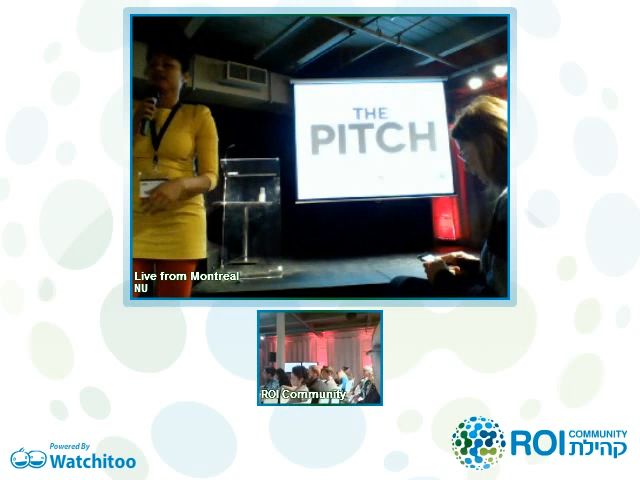 THE
PITCH
Live from Montreal
NU
ROI Community
Powered By
Watchitoo
ROI COMMUNITY
קהילת